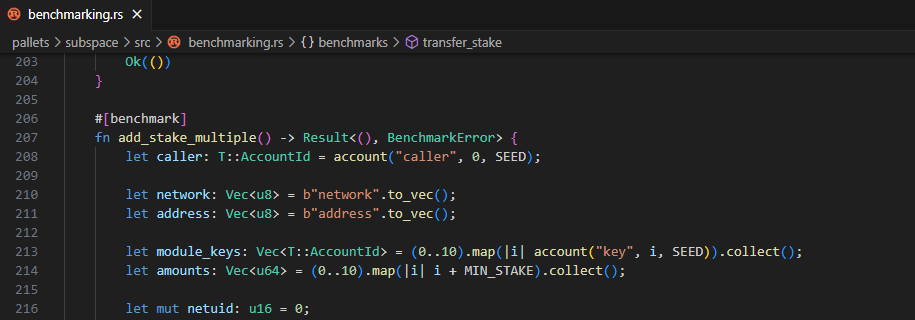 benchmarking.rs
pallets > subspace > src > benchmarking.rs > {} benchmarks > transfer_stake
203 Ok(())
204 }
205
206 #[benchmark]
207 fn add_stake_multiple() -> Result<(), BenchmarkError> {
208 let caller: T::AccountId = account("caller", 0, SEED);
209
210 let network: Vec<u8> = b"network".to_vec();
211 let address: Vec<u8> = b"address".to_vec();
212
213 let module_keys: Vec<T::AccountId> = (0..10).map(|i| account("key", i, SEED)).collect();
214 let amounts: Vec<u64> = (0..10).map(|i| i + MIN_STAKE).collect();
215
216 let mut netuid: u16 = 0;